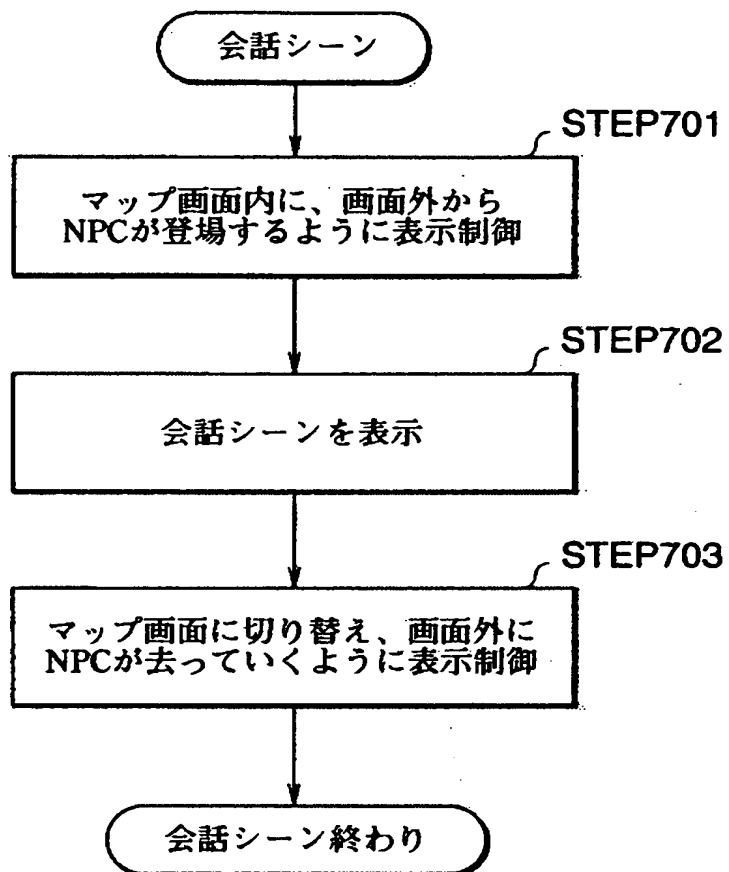 会話シーン
STEP701
マップ画面内に、画面外から
NPCが登場するように表示制御
STEP702
会話シーンを表示
STEP703
マップ画面に切り替え、画面外に
NPCが去っていくように表示制御
会話シーン終わり